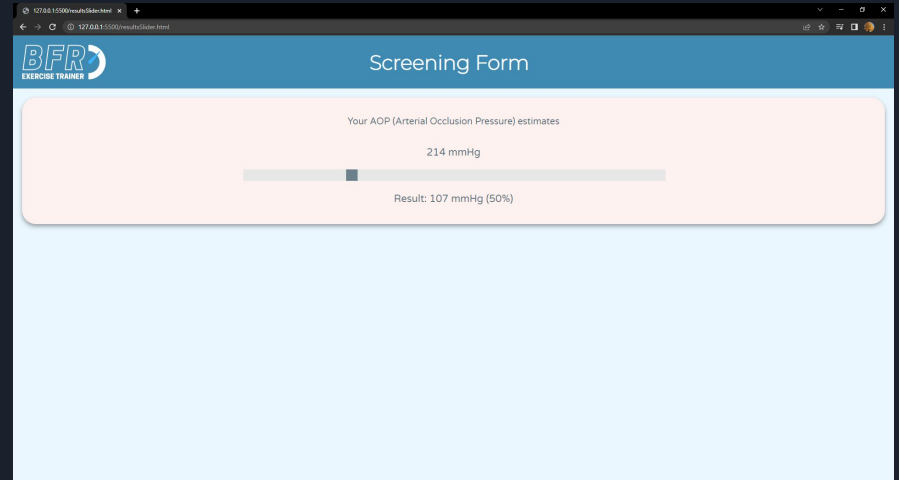 127.0.0.1:5500/resultsSlider.html
127.0.0.1:5500/resultsSlider.html
BFR
EXERCISE TRAINER
Screening Form
Your AOP (Arterial Occlusion Pressure) estimates
214 mmHg
Result: 107 mmHg (50%)